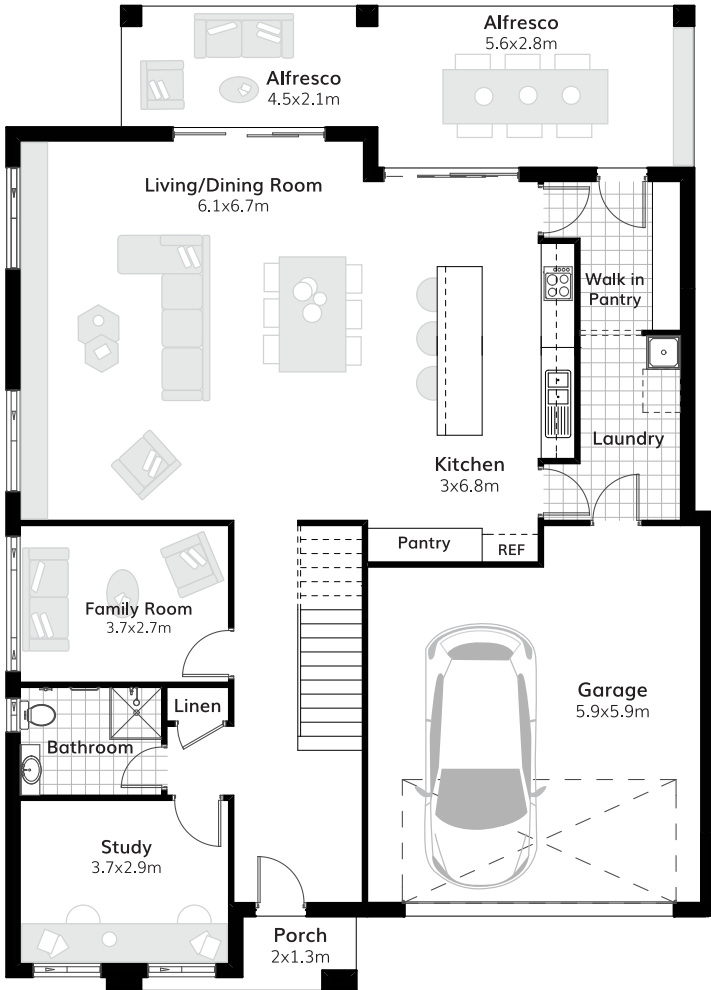 Alfresco
5.6x2.8m
Alfresco
4.5x2.1m
Living/Dining Room
6.1x6.7m
Walk in
Pantry
Laundry
Kitchen
3x6.8m
Pantry
REF
Family Room
3.7x2.7m
Garage
5.9x5.9m
Linen
Bathroom
Study
3.7x2.9m
Porch
2x1.3m